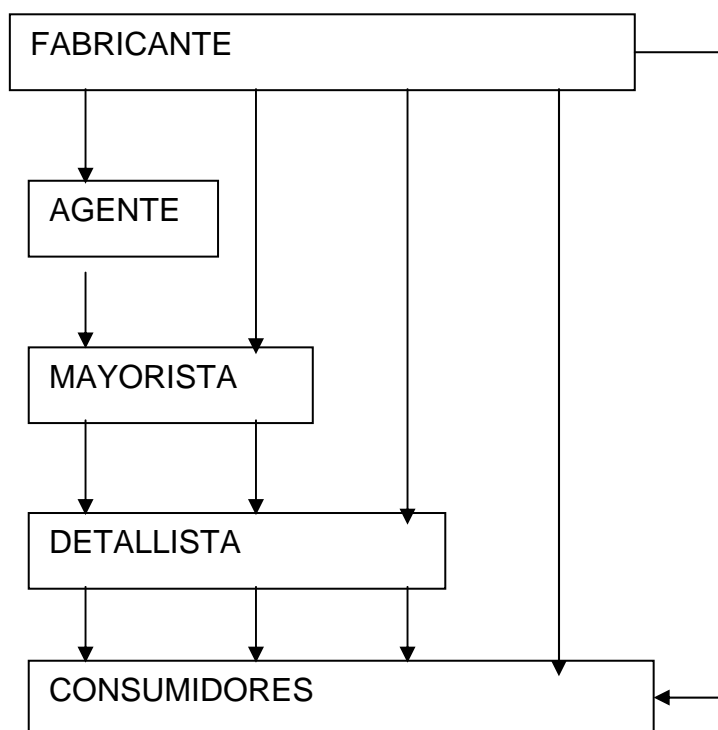 FABRICANTE
AGENTE
MAYORISTA
DETALLISTA
CONSUMIDORES